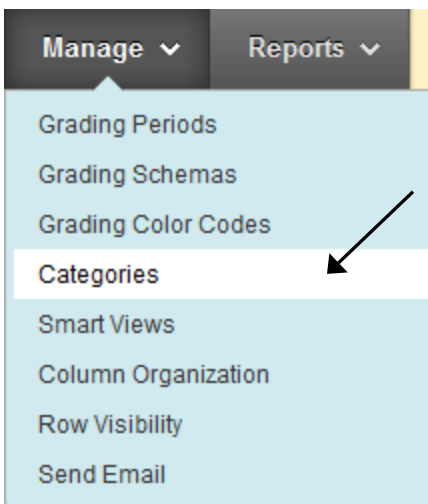 Manage Reports
Grading Periods
Grading Schemas
Grading Color Codes
Categories
Smart Views
Column Organization
Row Visibility
Send Email